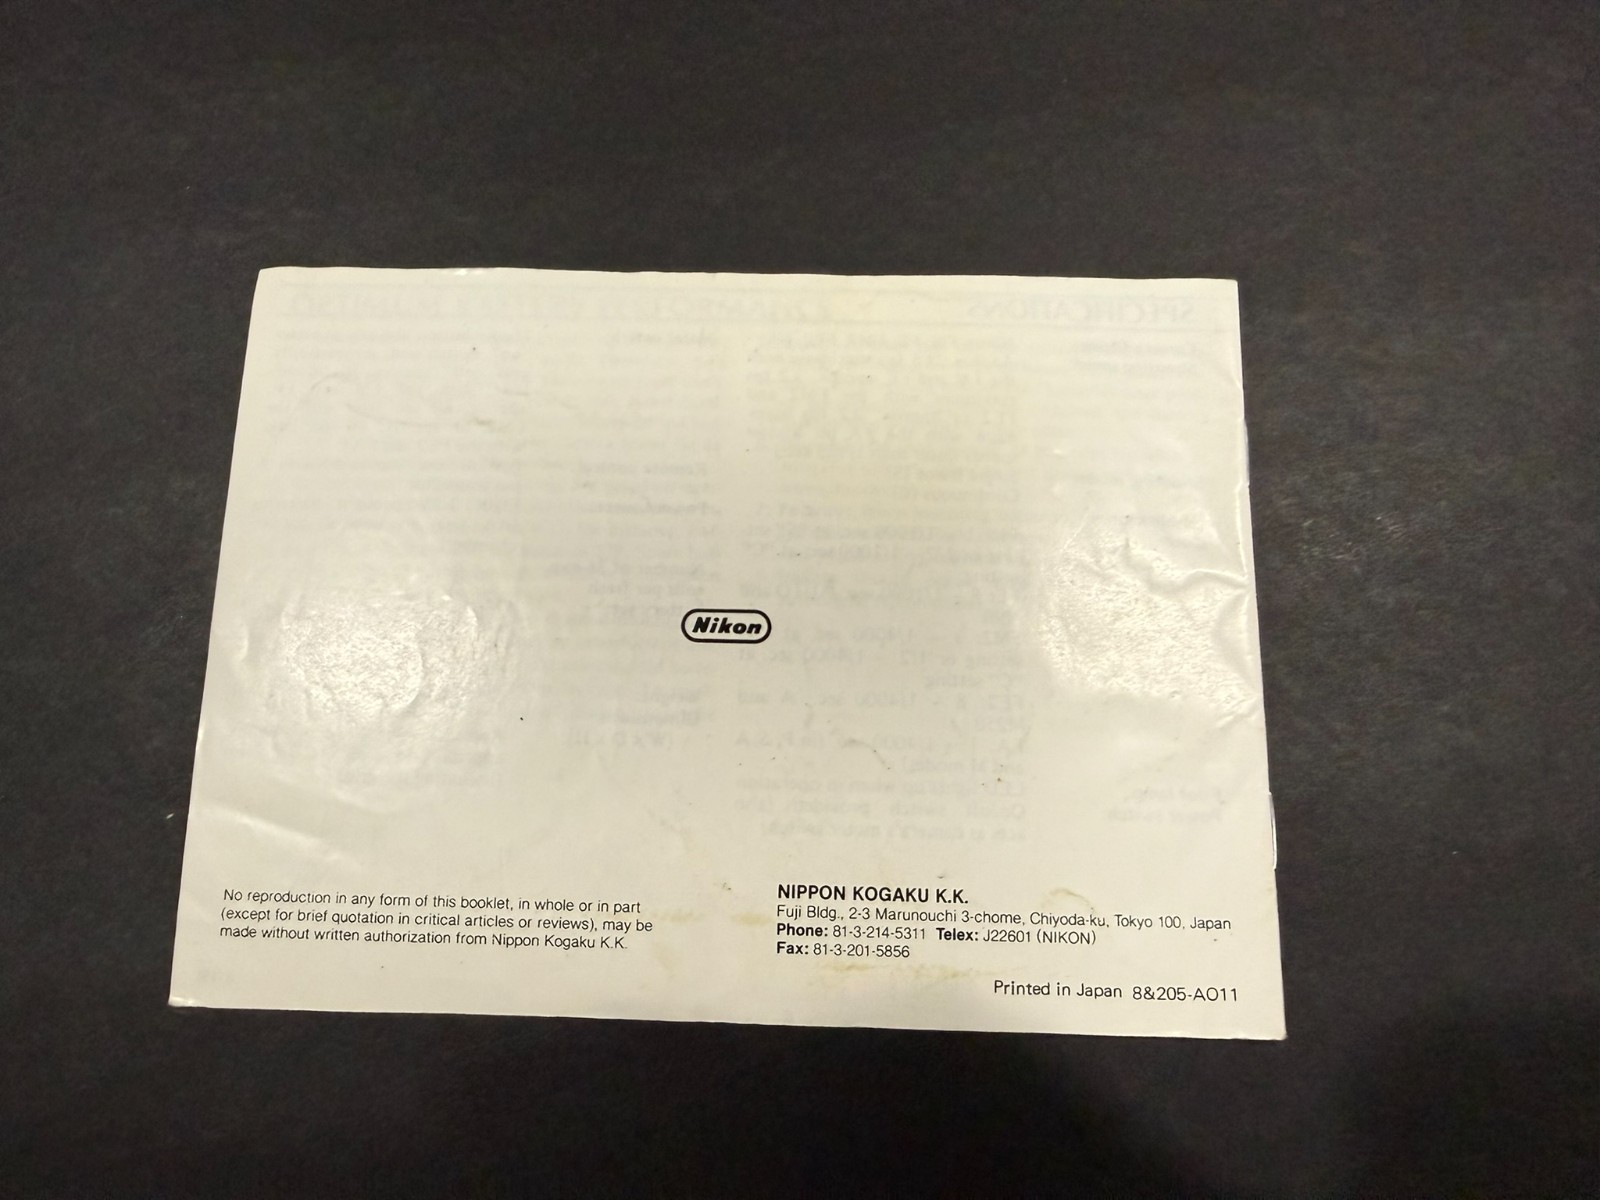 Nikon
No reproduction in any form of this booklet, in whole or in part
(except for brief quotation in critical articles or reviews), may be
made without written authorization from Nippon Kogaku K.K.
NIPPON KOGAKU K.K.
Fuji Bldg., 2-3 Marunouchi 3-chome, Chiyoda-ku, Tokyo 100, Japan
Phone: 81-3-214-5311 Telex: J22601 (NIKON)
Fax: 81-3-201-5856
Printed in Japan 8&205-AO11